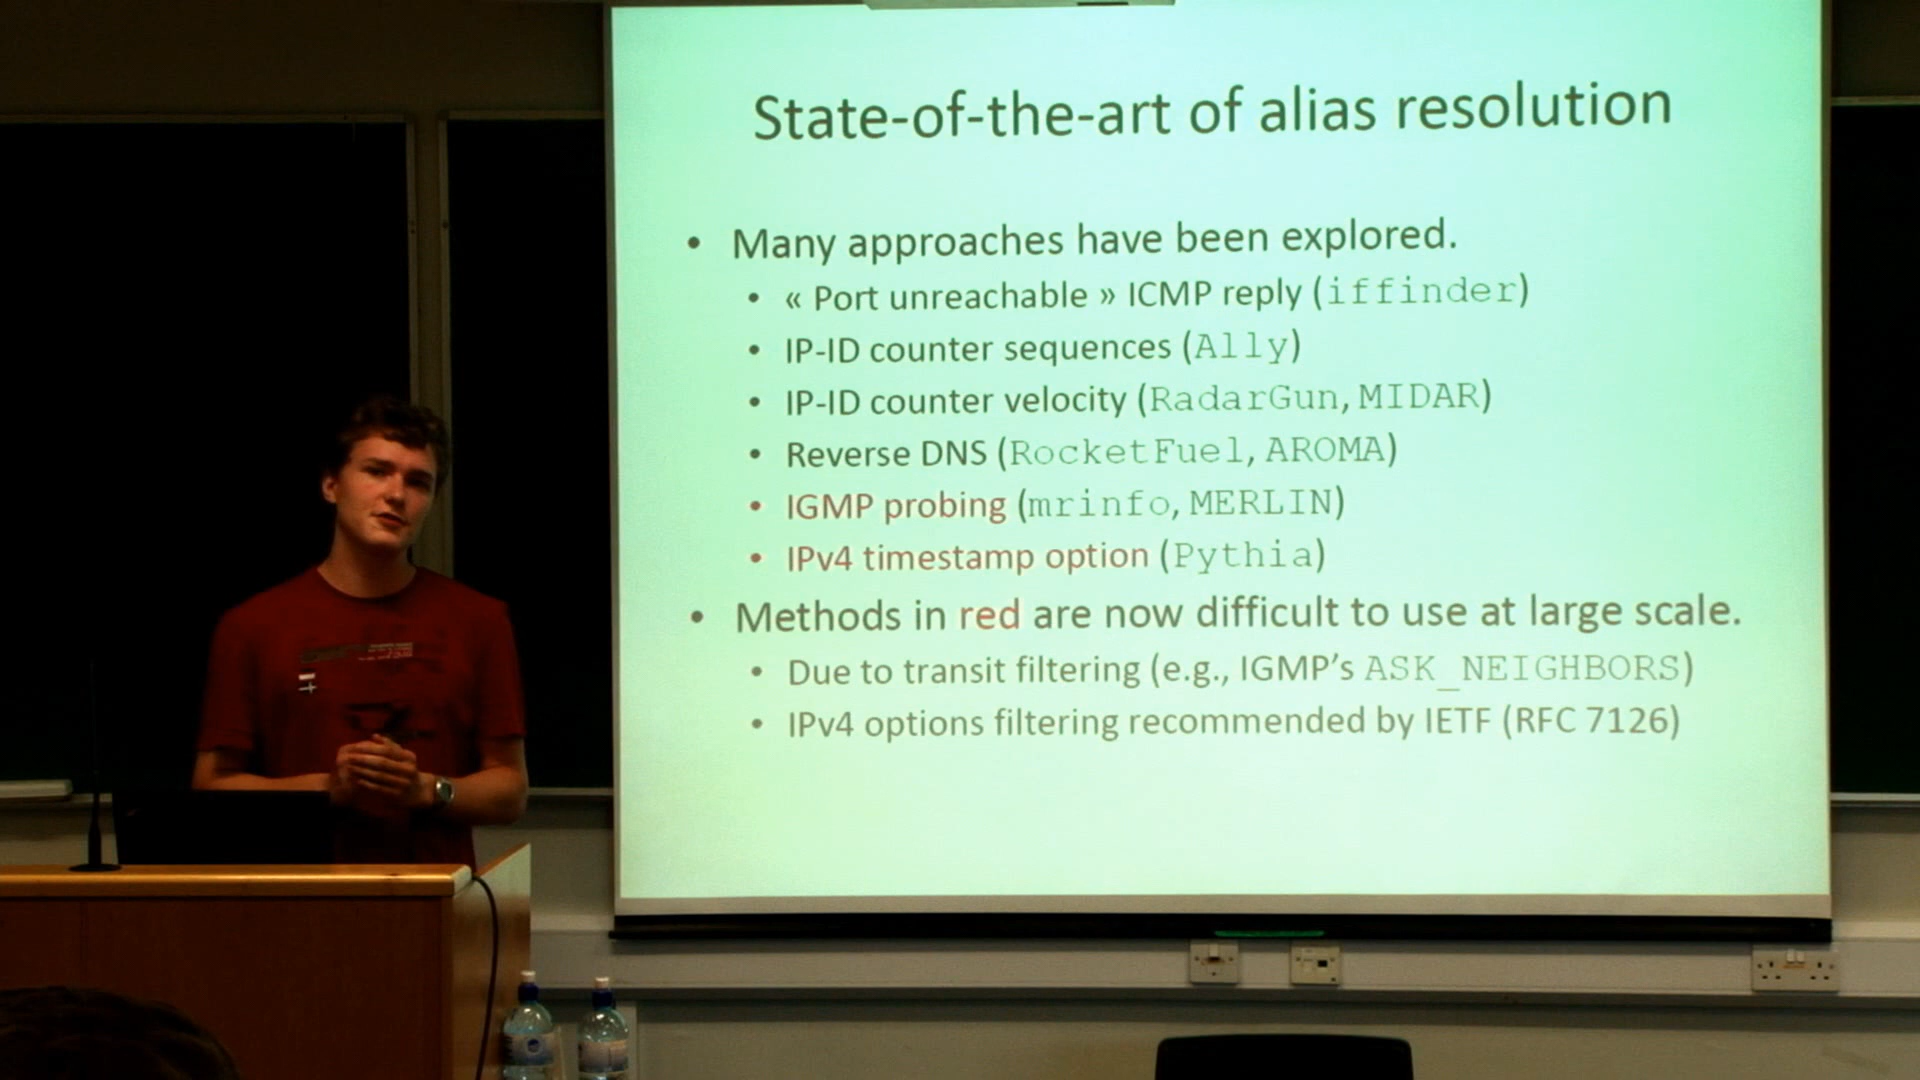 State-of-the-art of alias resolution
• Many approaches have been explored.
• « Port unreachable » ICMP reply (iffinder)
• IP-ID counter sequences (Ally)
• IP-ID counter velocity (RadarGun, MIDAR)
• Reverse DNS (RocketFuel, AROMA)
• IGMP probing (mrinfo, MERLIN)
• IPv4 timestamp option (Pythia)
• Methods in red are now difficult to use at large scale.
• Due to transit filtering (e.g., IGMP’s ASK_NEIGHBORS)
• IPv4 options filtering recommended by IETF (RFC 7126)